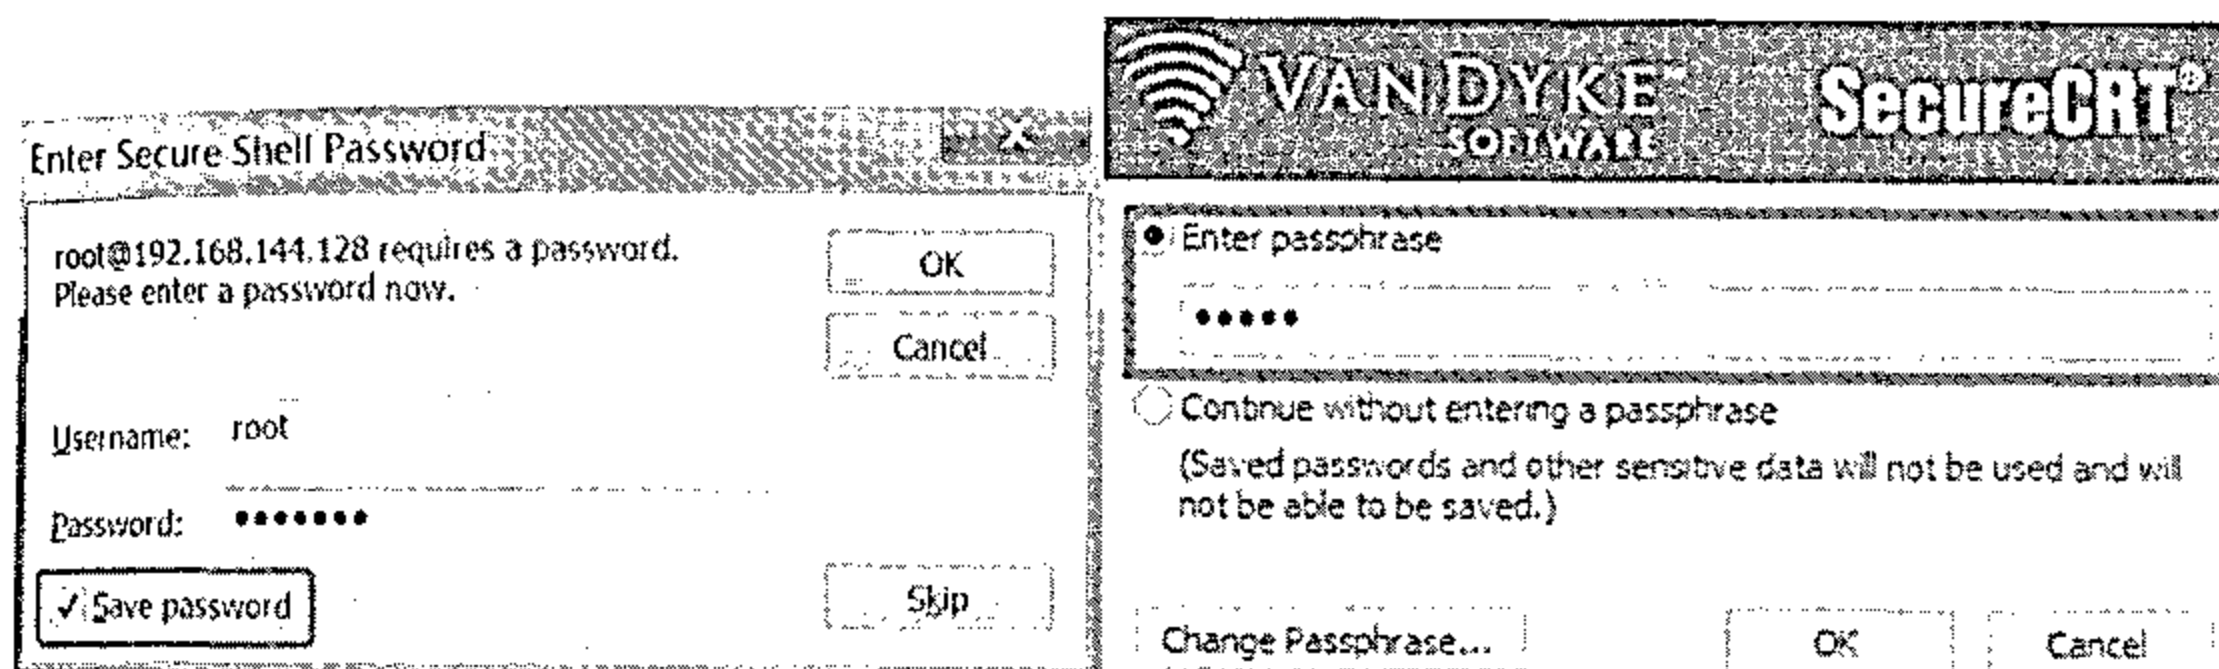 Enter Secure Shell Password
X
root@192.168.144.128 requires a password.
Please enter a password now.
OK
Cancel
Username: root
Password: •••••••
✓ Save password
Skip
VANDYKE™
SOFTWARE
SecureCRT®
Enter passphrase
•••••
Continue without entering a passphrase
(Saved passwords and other sensitive data will not be used and will
not be able to be saved.)
Change Passphrase...
OK
Cancel